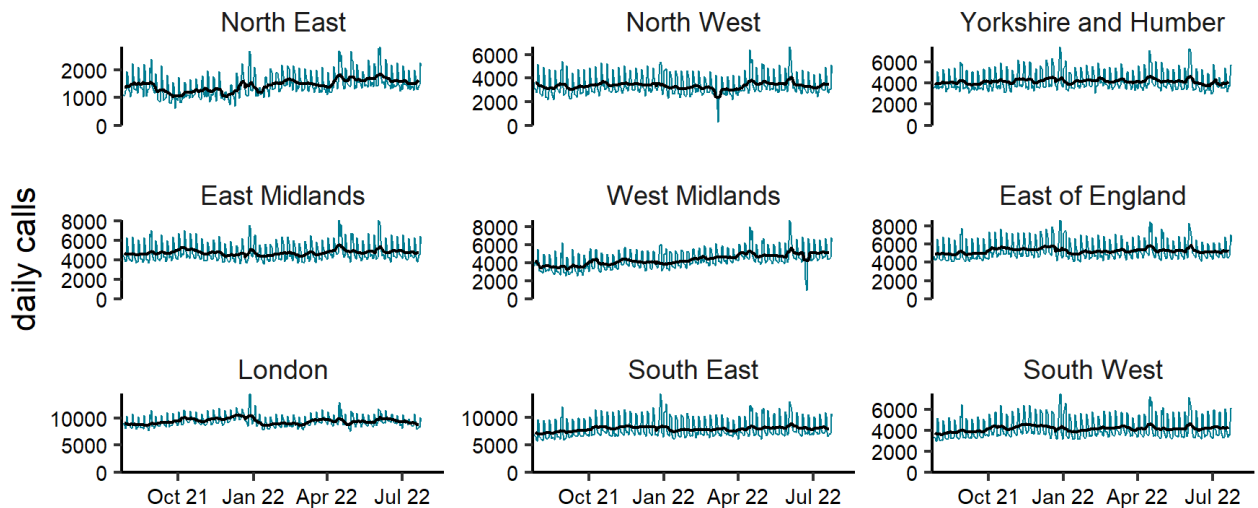 North East
North West
Yorkshire and Humber
2000
1000
0
6000
4000
2000
0
6000
4000
2000
0
daily calls
East Midlands
West Midlands
East of England
8000
6000
4000
2000
0
8000
6000
4000
2000
0
8000
6000
4000
2000
0
London
South East
South West
10000
5000
0
10000
5000
0
6000
4000
2000
0
Oct 21 Jan 22 Apr 22 Jul 22
Oct 21 Jan 22 Apr 22 Jul 22
Oct 21 Jan 22 Apr 22 Jul 22